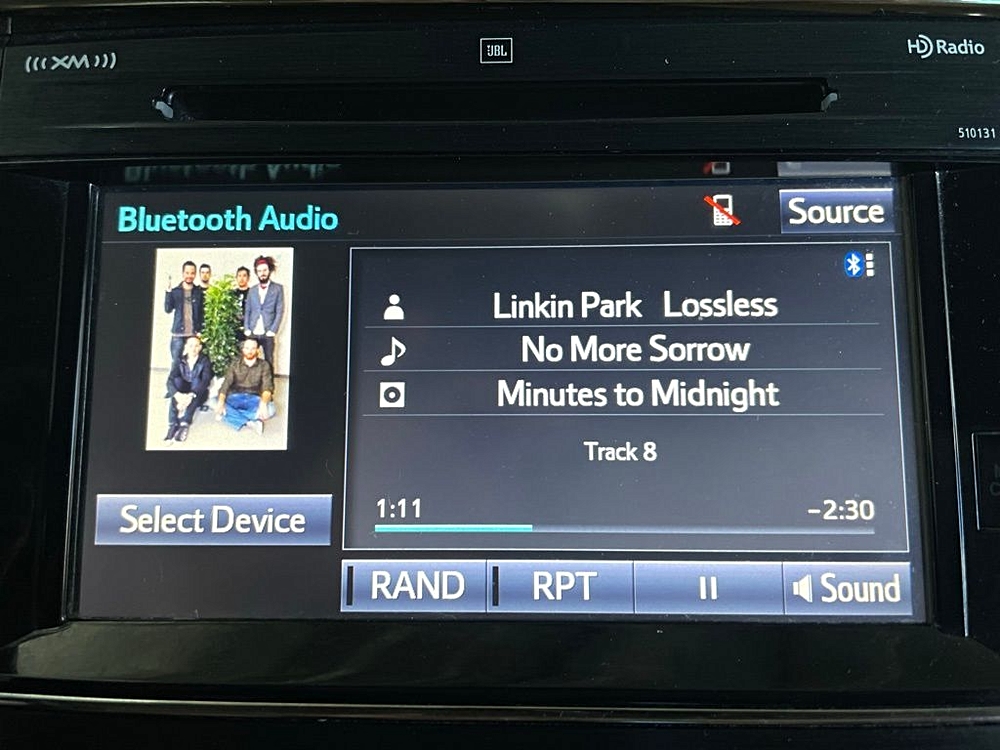 XM
JBL
HD Radio
510131
Bluetooth Audio
Source
Linkin Park Lossless
No More Sorrow
Minutes to Midnight
Track 8
1:11
-2:30
Select Device
RAND
RPT
Sound